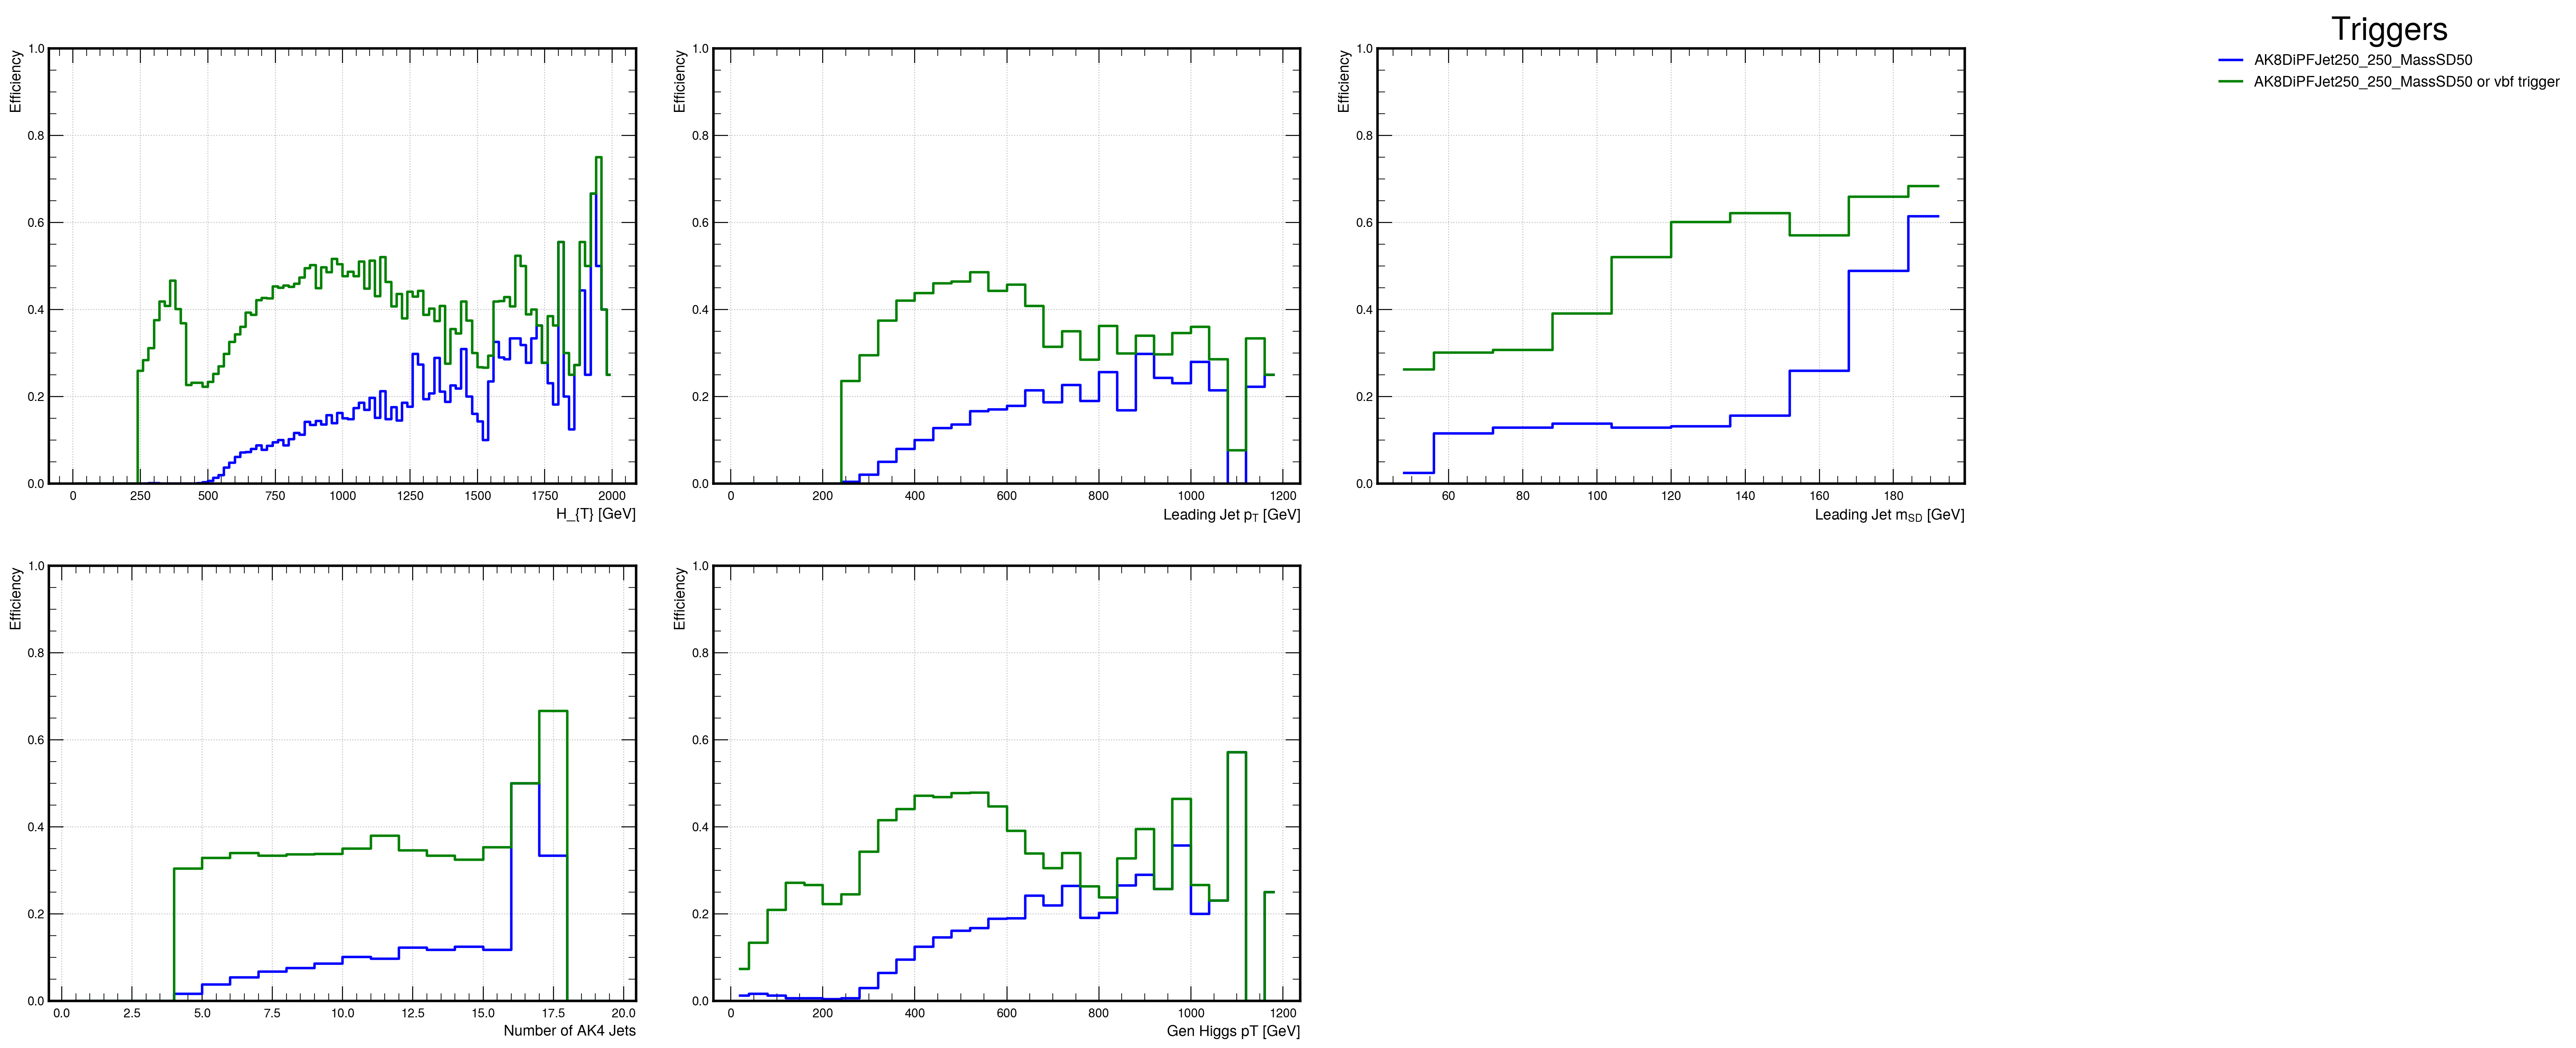 Triggers
AK8DiPFJet250_250_MassSD50
AK8DiPFJet250_250_MassSD50 or vbf trigger
Efficiency
1.0
0.8
0.6
0.4
0.2
0.0
0 250 500 750 1000 1250 1500 1750 2000
H_{T} [GeV]
Efficiency
1.0
0.8
0.6
0.4
0.2
0.0
0 200 400 600 800 1000 1200
Leading Jet pT [GeV]
Efficiency
1.0
0.8
0.6
0.4
0.2
0.0
60 80 100 120 140 160 180
Leading Jet mSD [GeV]
Efficiency
1.0
0.8
0.6
0.4
0.2
0.0
0.0 2.5 5.0 7.5 10.0 12.5 15.0 17.5 20.0
Number of AK4 Jets
Efficiency
1.0
0.8
0.6
0.4
0.2
0.0
0 200 400 600 800 1000 1200
Gen Higgs pT [GeV]